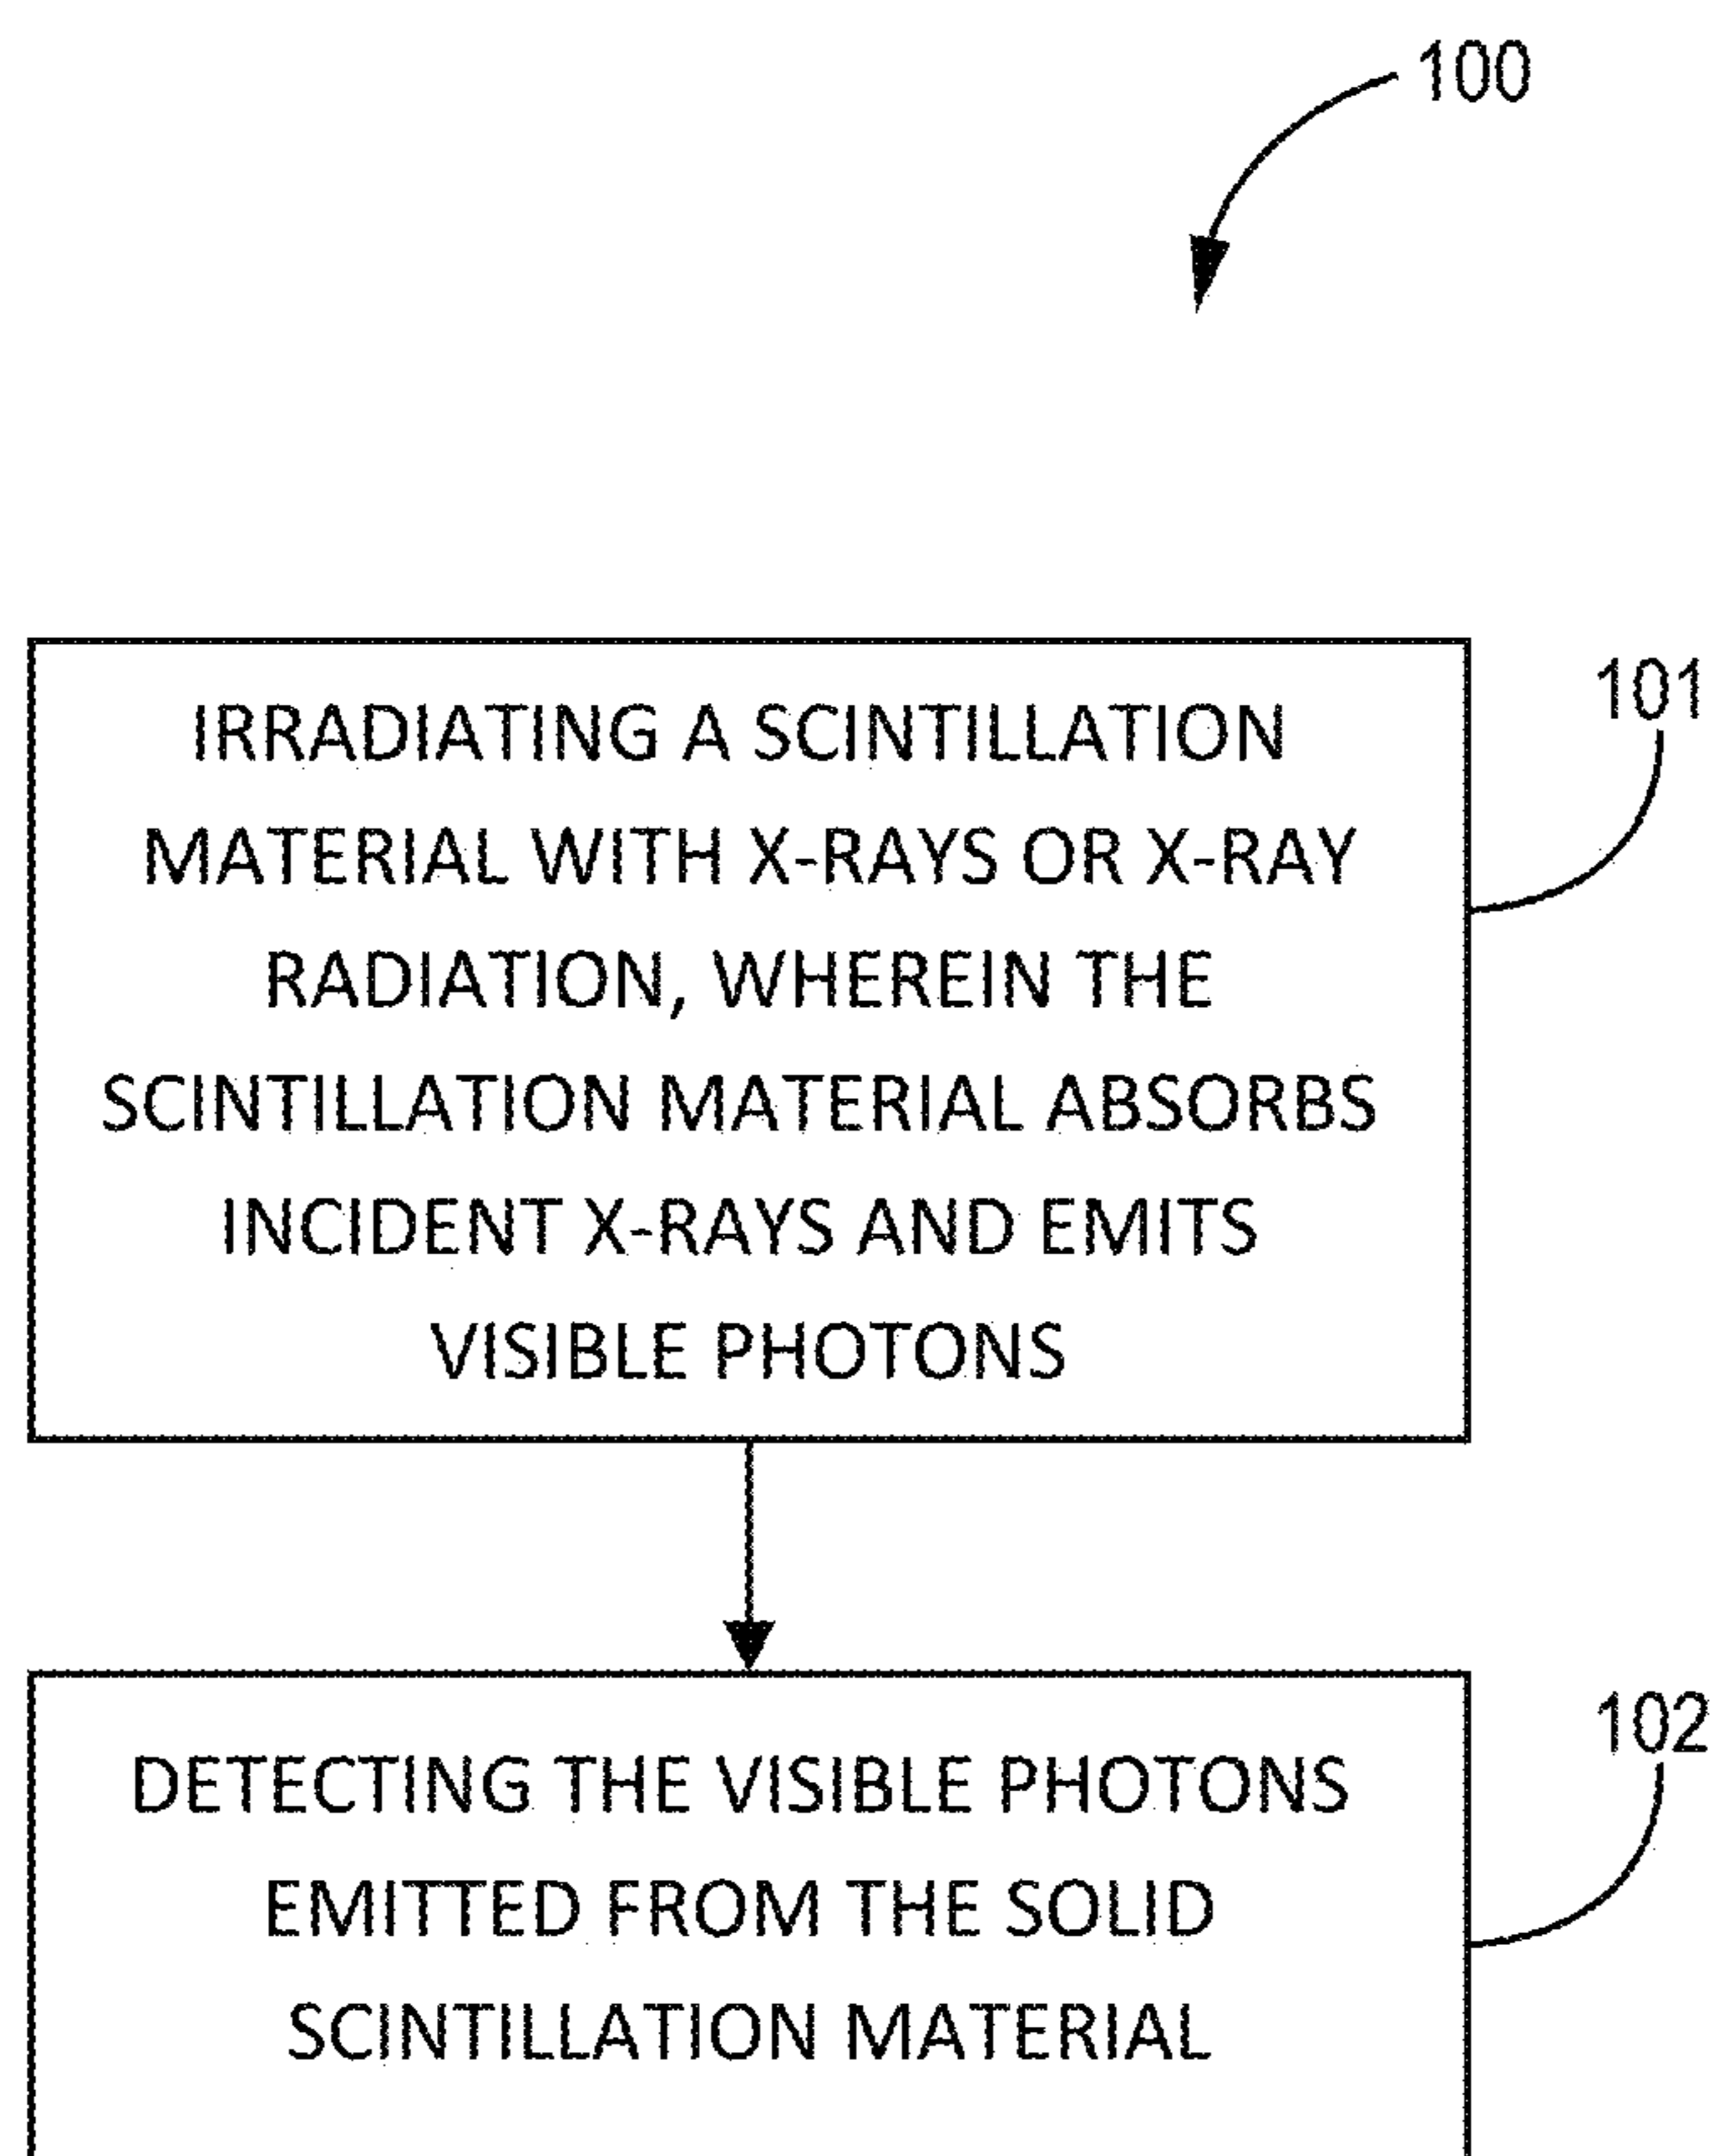 100
101
IRRADIATING A SCINTILLATION
MATERIAL WITH X-RAYS OR X-RAY
RADIATION, WHEREIN THE
SCINTILLATION MATERIAL ABSORBS
INCIDENT X-RAYS AND EMITS
VISIBLE PHOTONS
102
DETECTING THE VISIBLE PHOTONS
EMITTED FROM THE SOLID
SCINTILLATION MATERIAL